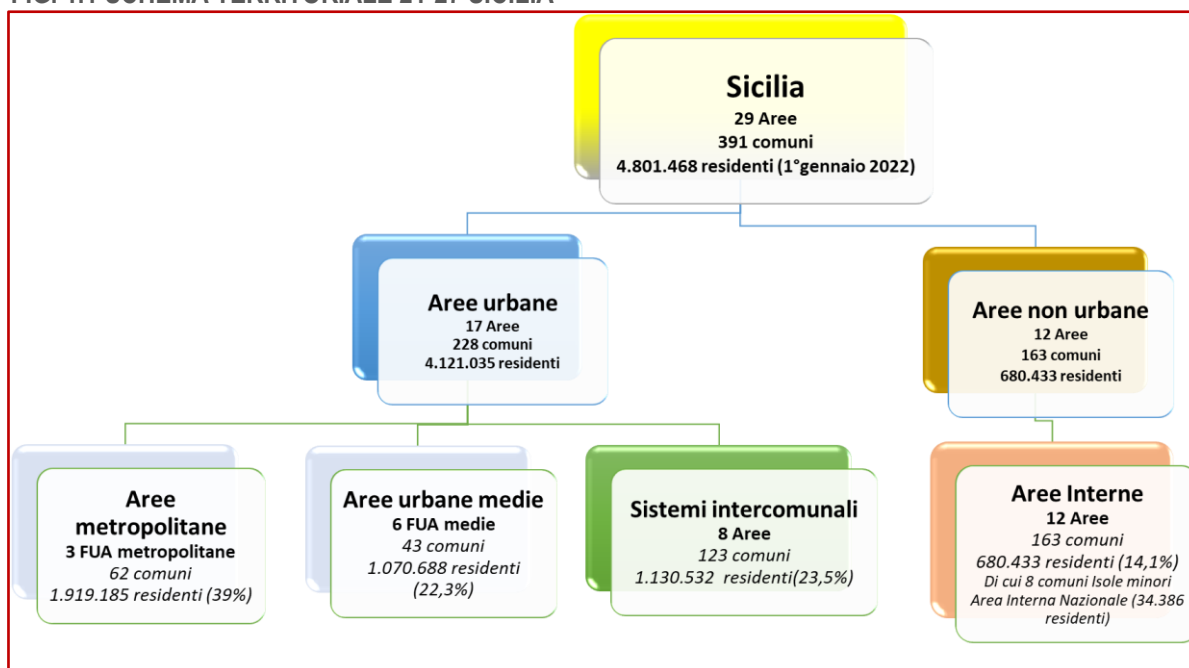 Sicilia
29 Aree
391 comuni
4.801.468 residenti (1°gennaio 2022)
Aree urbane
17 Aree
228 comuni
4.121.035 residenti
Aree non urbane
12 Aree
163 comuni
680.433 residenti
Aree
metropolitane
3 FUA metropolitane
62 comuni
1.919.185 residenti (39%)
Aree urbane medie
6 FUA medie
43 comuni
1.070.688 residenti
(22,3%)
Sistemi intercomunali
8 Aree
123 comuni
1.130.532 residenti(23,5%)
Aree Interne
12 Aree
163 comuni
680.433 residenti (14,1%)
Di cui 8 comuni Isole minori
Area Interna Nazionale (34.386
residenti)